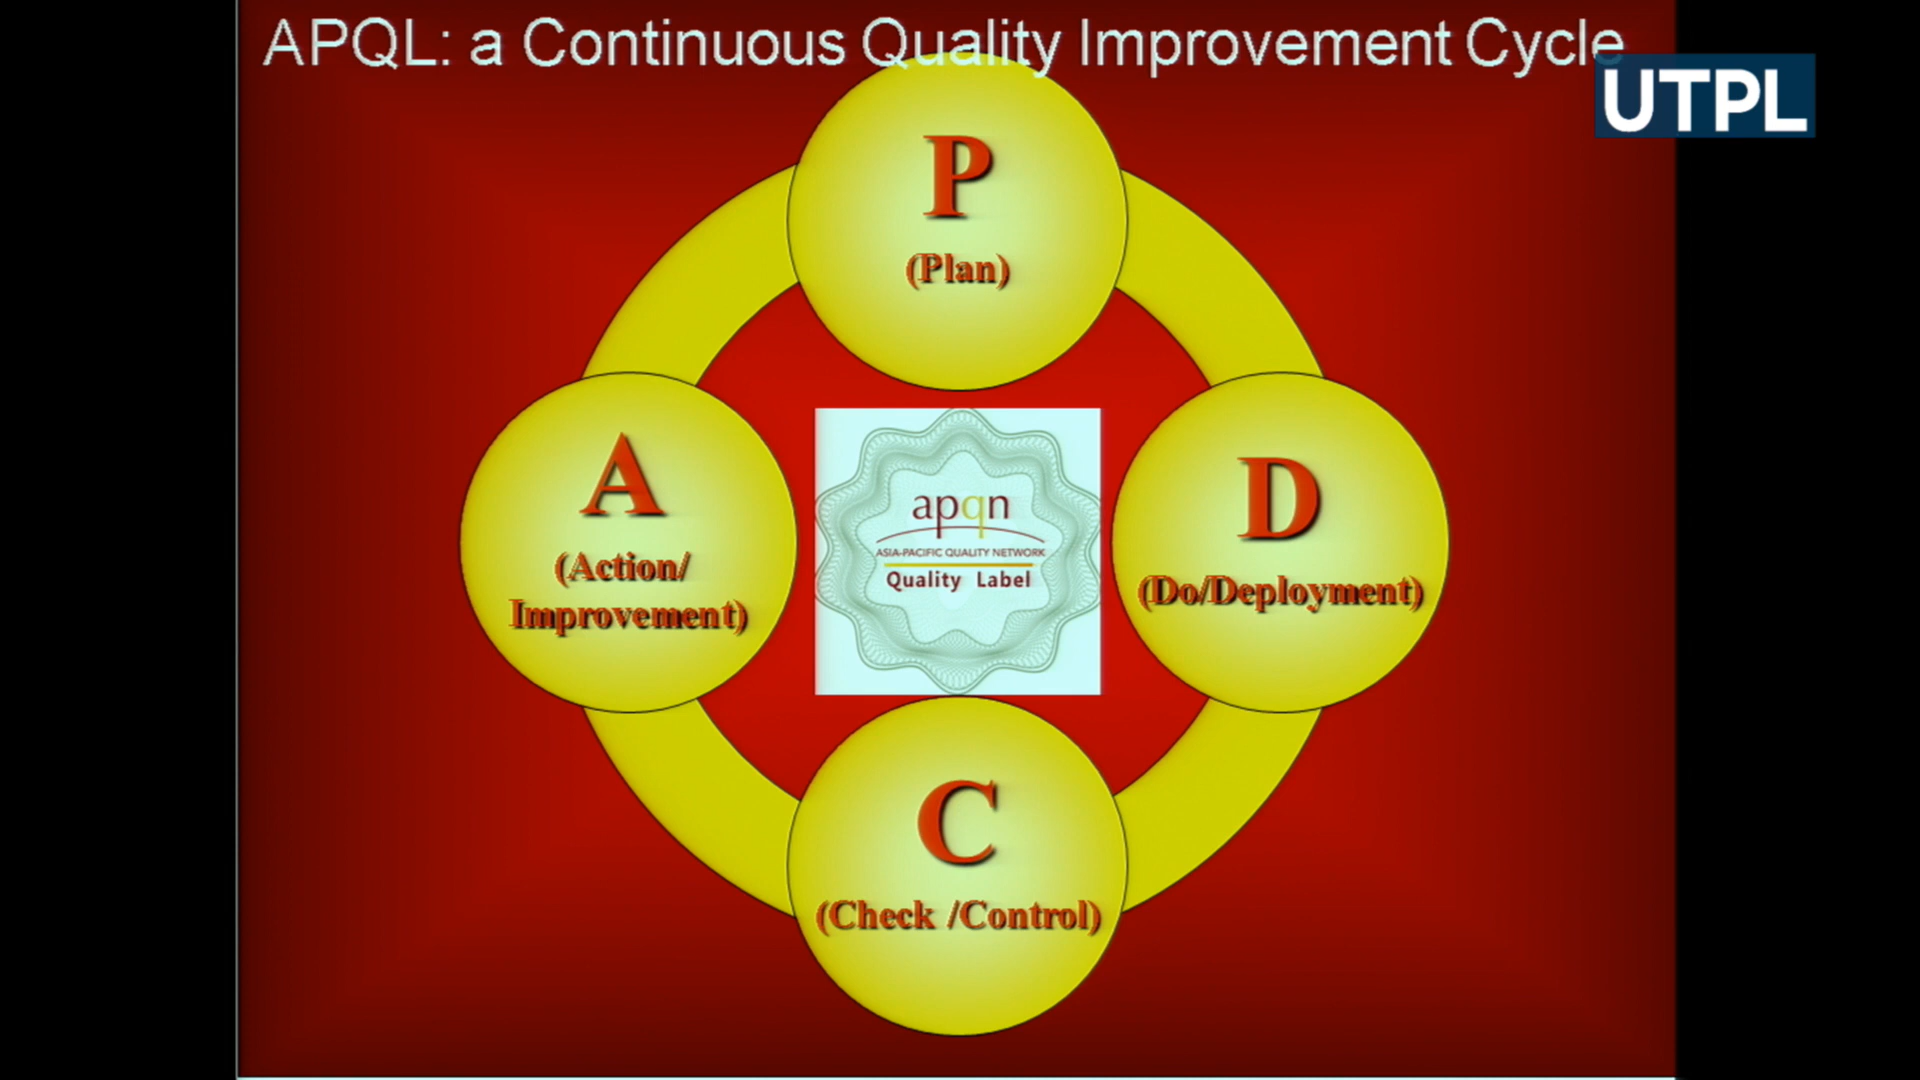 APQL: a Continuous Quality Improvement Cycle
UTPL
P
(Plan)
A
(Action/
Improvement)
apqn
ASIA-PACIFIC QUALITY NETWORK
Quality Label
D
(Do/Deployment)
C
(Check /Control)